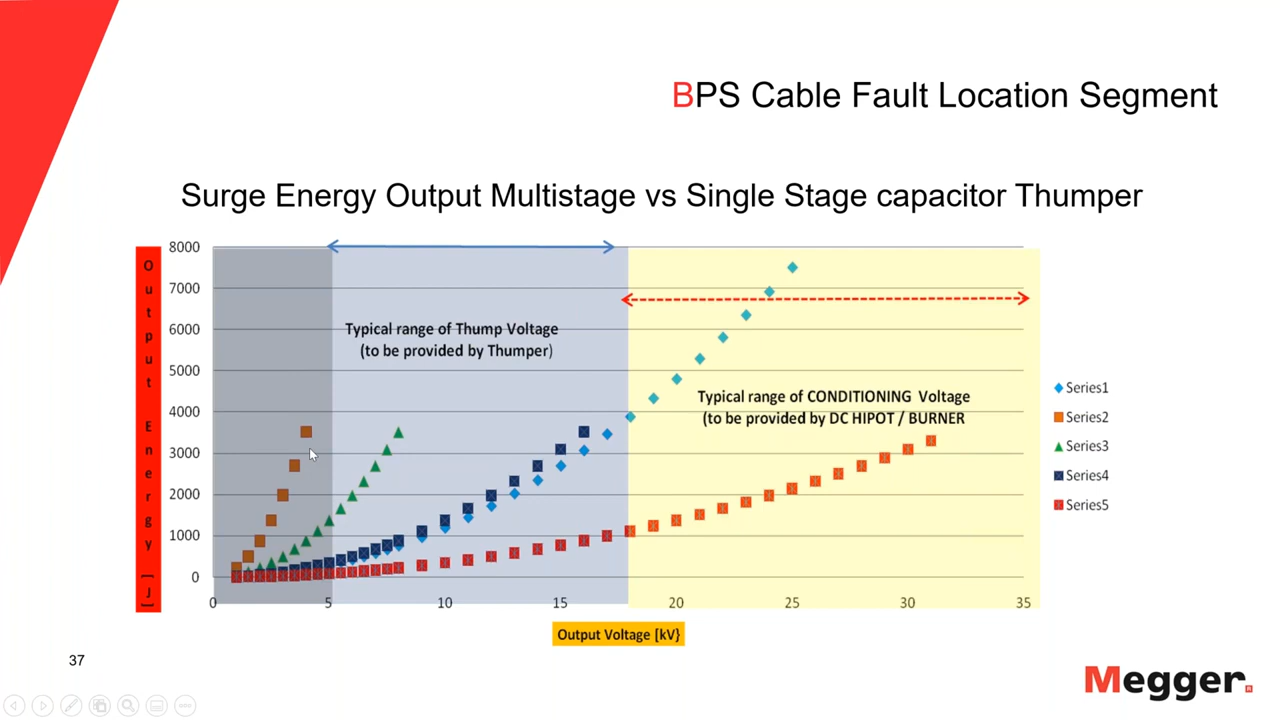 BPS Cable Fault Location Segment
Surge Energy Output Multistage vs Single Stage capacitor Thumper
Output Energy [J]
8000
7000
6000
5000
4000
3000
2000
1000
0
Typical range of Thump Voltage
(to be provided by Thumper)
Typical range of CONDITIONING Voltage
(to be provided by DC HIPOT / BURNER
Series1
Series2
Series3
Series4
Series5
0 5 10 15 20 25 30 35
Output Voltage [kV}
37
Megger.